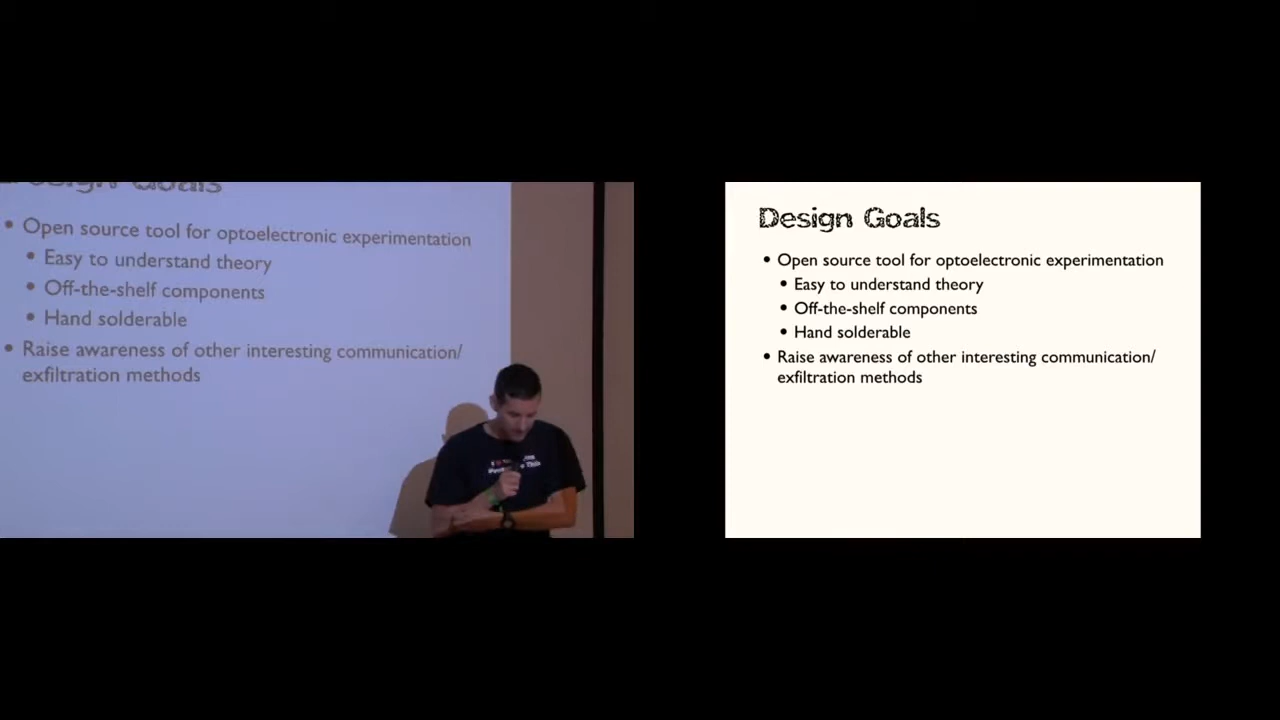 Design Goals
• Open source tool for optoelectronic experimentation
• Easy to understand theory
• Off-the-shelf components
• Hand solderable
• Raise awareness of other interesting communication/
exfiltration methods
I
Design Goals
• Open source tool for optoelectronic experimentation
• Easy to understand theory
• Off-the-shelf components
• Hand solderable
• Raise awareness of other interesting communication/
exfiltration methods